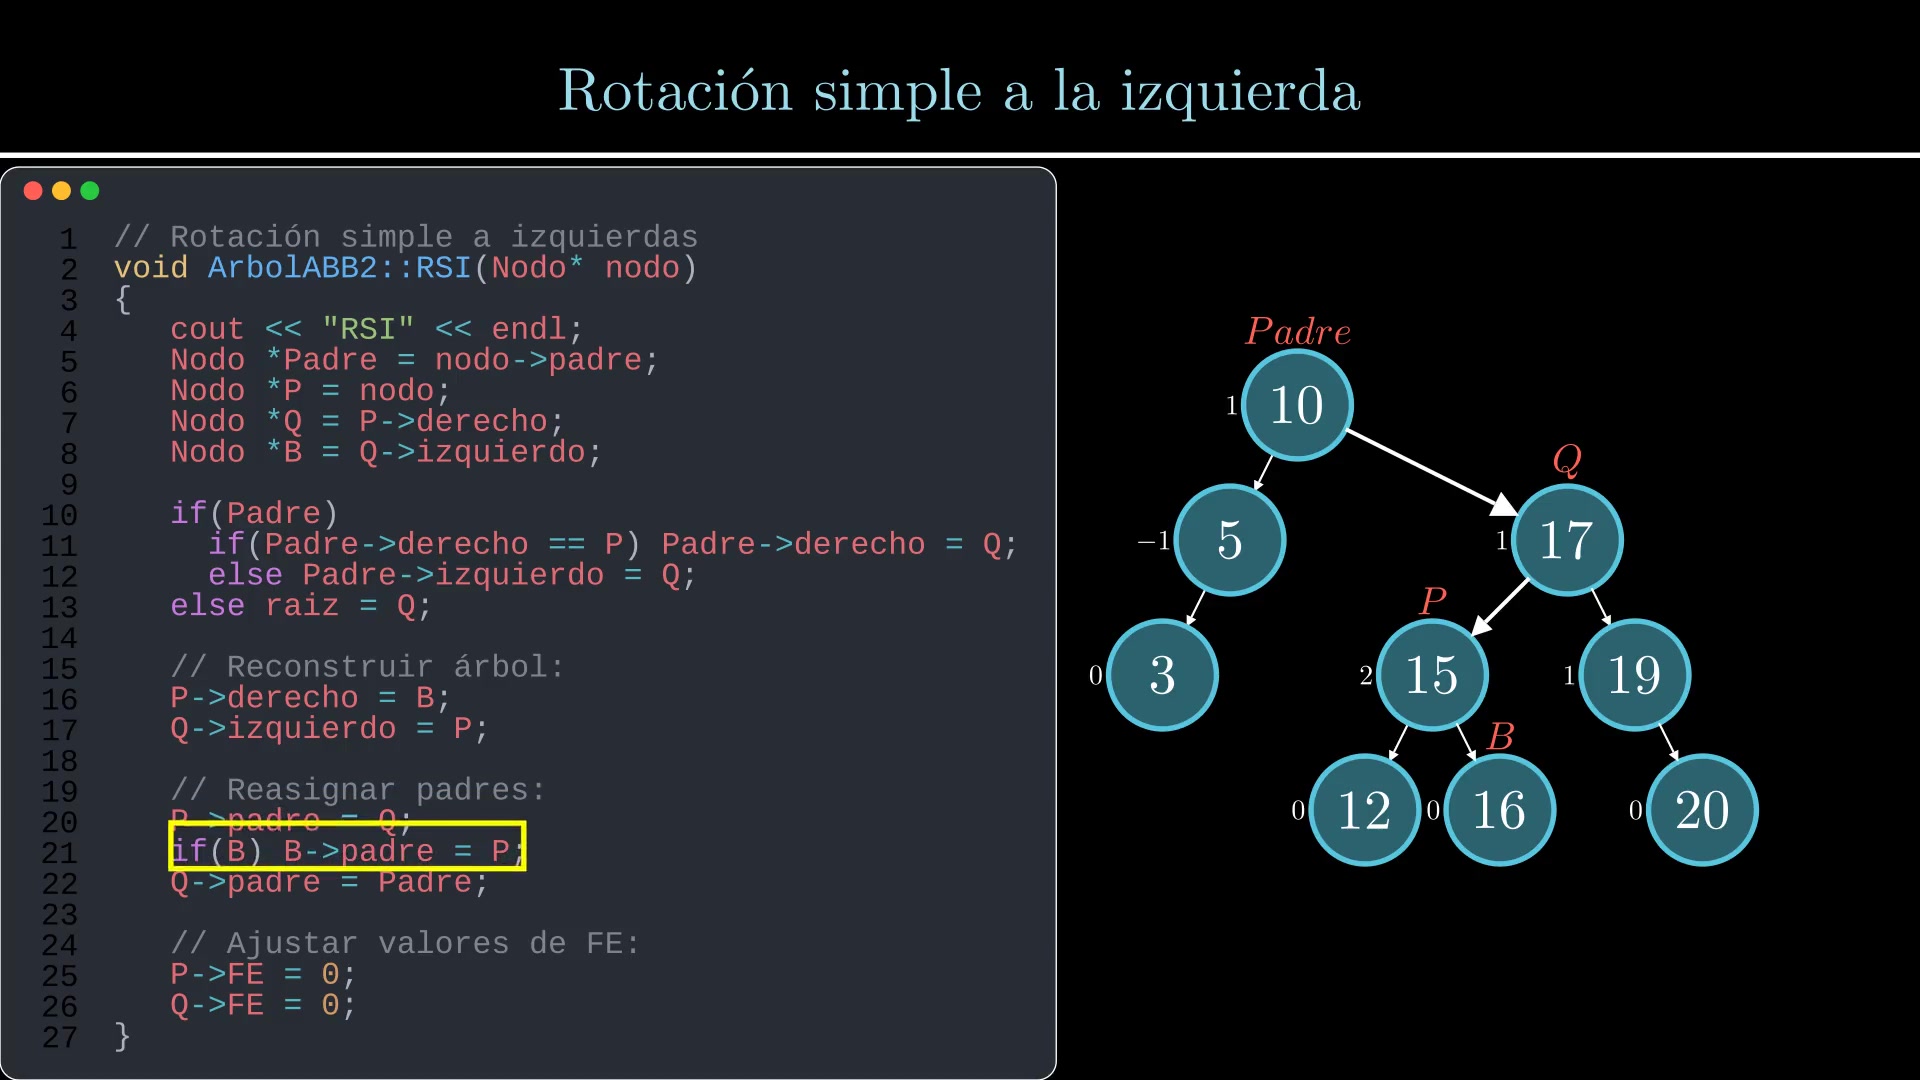 Rotación simple a la izquierda
1 // Rotación simple a izquierdas
2 void ArbolABB2::RSI(Nodo* nodo)
3 {
4 cout << "RSI" << endl;
5 Nodo *Padre = nodo->padre;
6 Nodo *P = nodo;
7 Nodo *Q = P->derecho;
8 Nodo *B = Q->izquierdo;
9
10 if(Padre)
11 if(Padre->derecho == P) Padre->derecho = Q;
12 else Padre->izquierdo = Q;
13 else raiz = Q;
14
15 // Reconstruir árbol:
16 P->derecho = B;
17 Q->izquierdo = P;
18
19 // Reasignar padres:
20 P->padre = Q;
21 if(B) B->padre = P;
22 Q->padre = Padre;
23
24 // Ajustar valores de FE:
25 P->FE = 0;
26 Q->FE = 0;
27 }
Padre
1 10
Q
−1 5 1 17
P
0 3 2 15 1 19
B
0 12 0 16 0 20